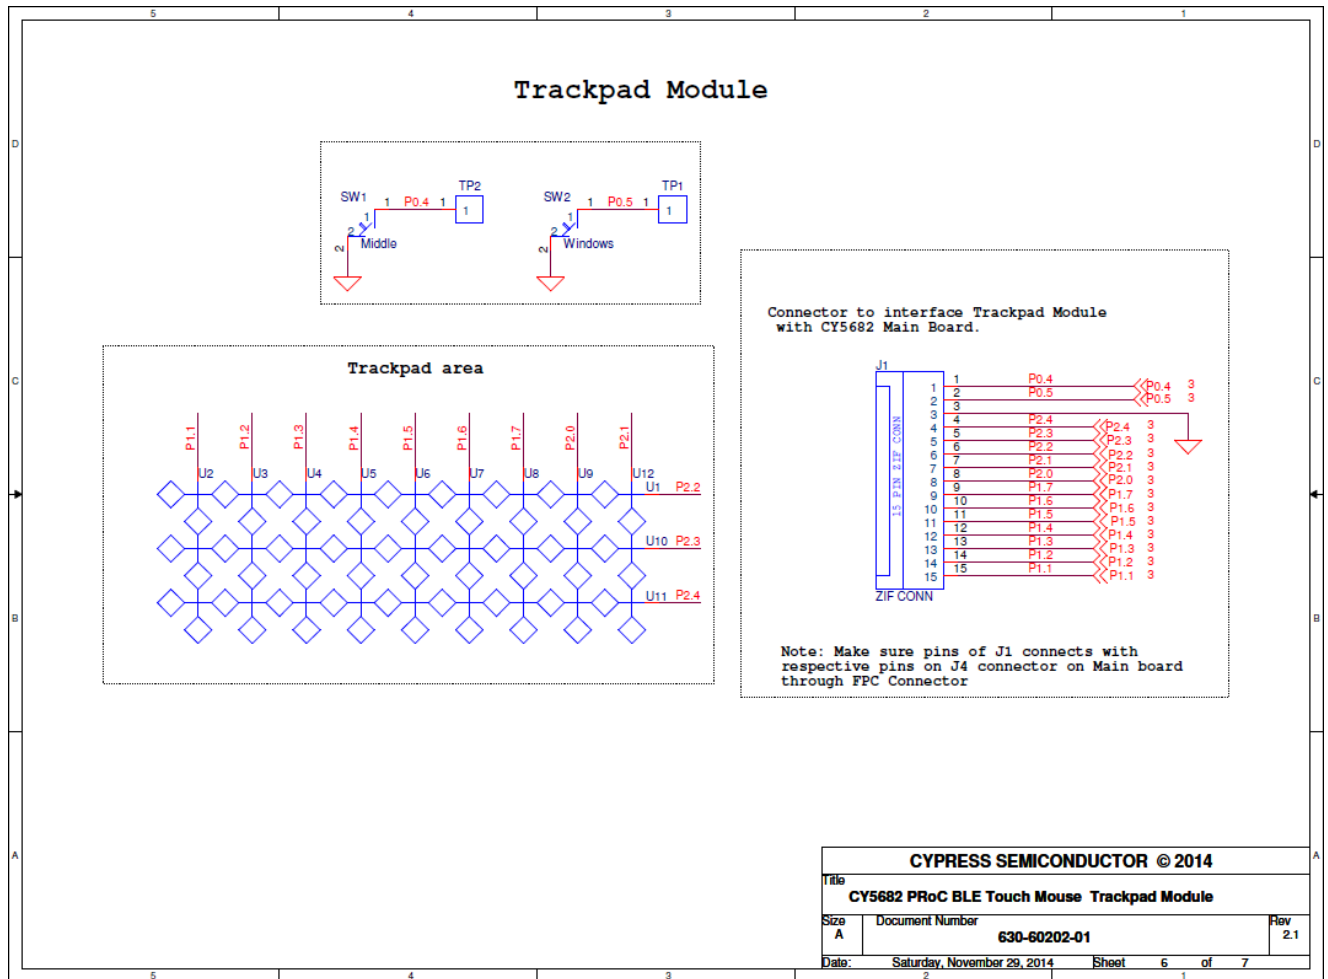 5 4 3 2 1
Trackpad Module
D D
SW1 1 P0.4 1 TP2
1 1
2 Middle
2
SW2 1 P0.5 1 TP1
1 1
2 Windows
2
Connector to interface Trackpad Module
with CY5682 Main Board.
C C
Trackpad area
P1.1 P1.2 P1.3 P1.4 P1.5 P1.6 P1.7 P2.0 P2.1
U2 U3 U4 U5 U6 U7 U8 U9 U12
U1 P2.2
U10 P2.3
U11 P2.4
J1
15 PIN ZIF CONN
1 1 P0.4 P0.4 3
2 2 P0.5 P0.5 3
3 3
4 4 P2.4 P2.4 3
5 5 P2.3 P2.3 3
6 6 P2.2 P2.2 3
7 7 P2.1 P2.1 3
8 8 P2.0 P2.0 3
9 9 P1.7 P1.7 3
10 10 P1.6 P1.6 3
11 11 P1.5 P1.5 3
12 12 P1.4 P1.4 3
13 13 P1.3 P1.3 3
14 14 P1.2 P1.2 3
15 15 P1.1 P1.1 3
ZIF CONN
B B
Note: Make sure pins of J1 connects with
respective pins on J4 connector on Main board
through FPC Connector
A A
CYPRESS SEMICONDUCTOR © 2014
Title
CY5682 PRoC BLE Touch Mouse Trackpad Module
Size Document Number Rev
A 630-60202-01 2.1
Date: Saturday, November 29, 2014 Sheet 6 of 7
5 4 3 2 1